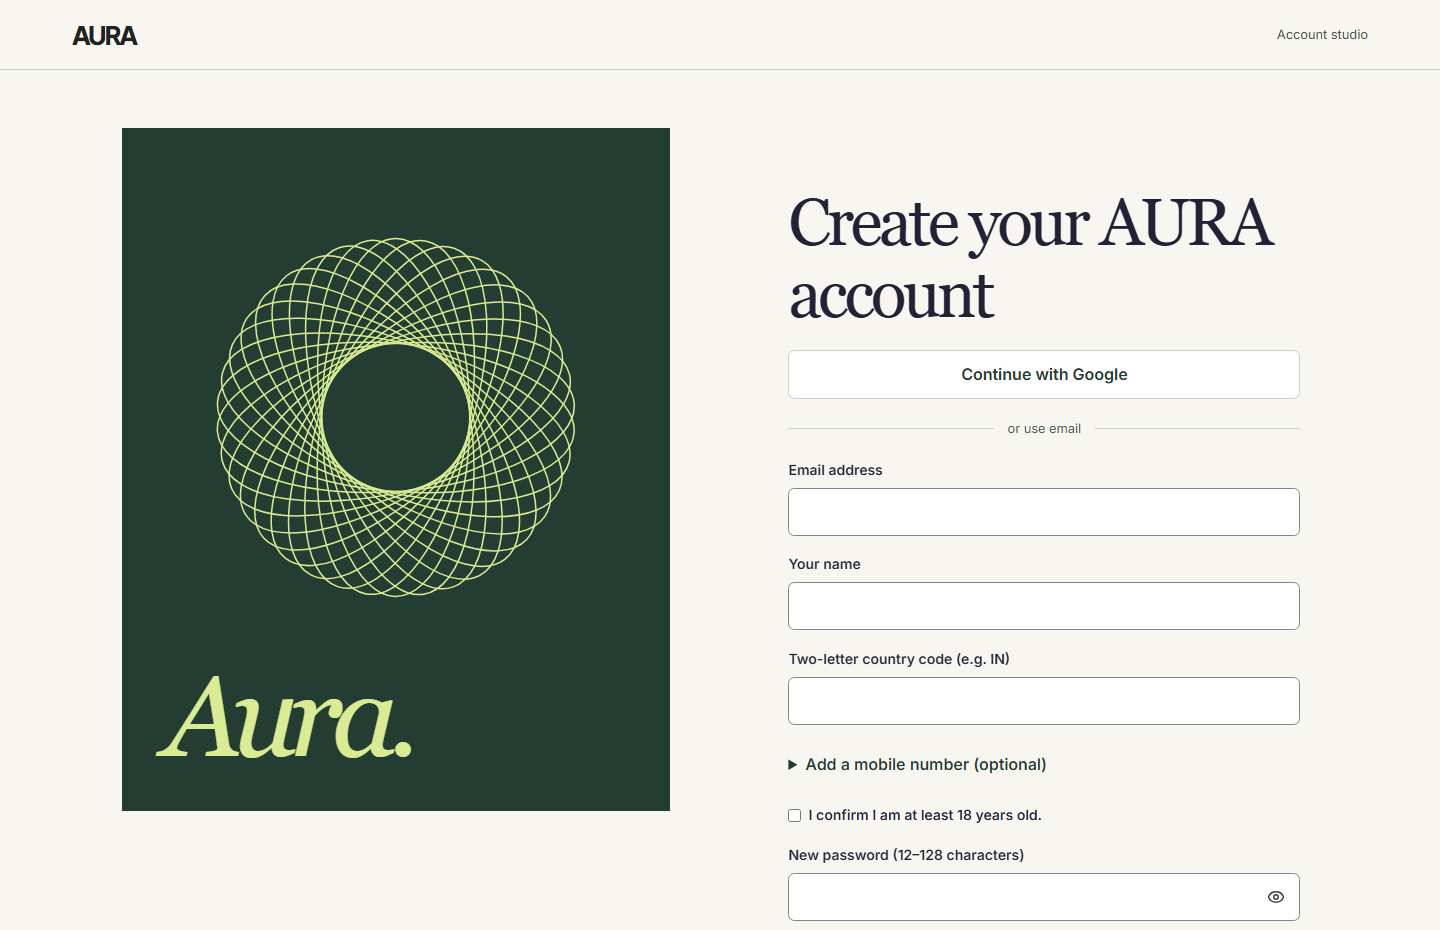 AURA
Account studio
Aura.
Create your AURA
account
Continue with Google
or use email
Email address
Your name
Two-letter country code (e.g. IN)
Add a mobile number (optional)
I confirm I am at least 18 years old.
New password (12–128 characters)